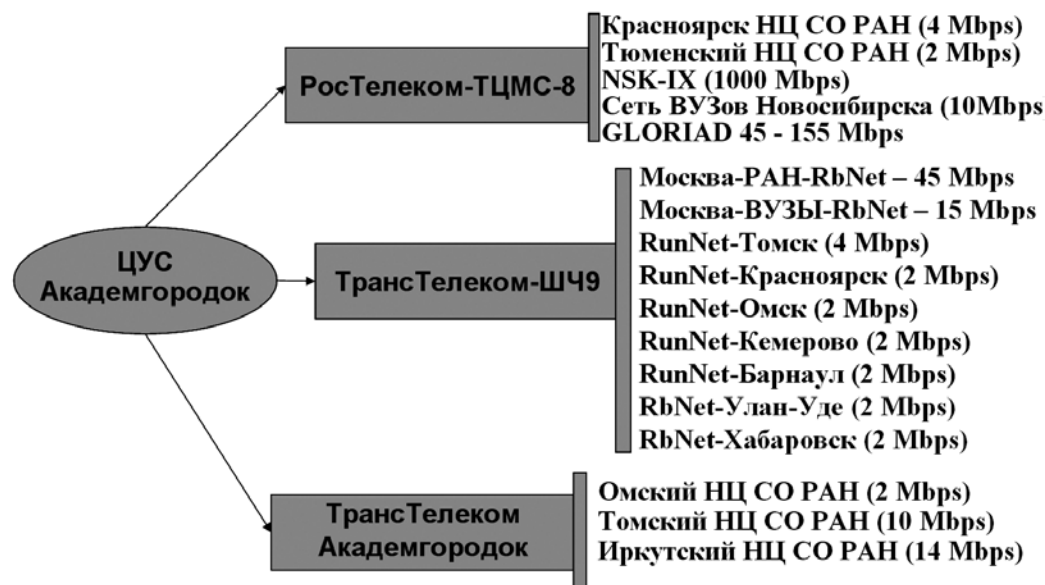 ЦУС
Академгородок
РосТелеком-ТЦМС-8
Красноярск НЦ СО РАН (4 Mbps)
Тюменский НЦ СО РАН (2 Mbps)
NSK-IX (1000 Mbps)
Сеть ВУЗов Новосибирска (10Mbps)
GLORIAD 45 - 155 Mbps
ТрансТелеком-ШЧ9
Москва-РАН-RbNet – 45 Mbps
Москва-ВУЗЫ-RbNet – 15 Mbps
RunNet-Томск (4 Mbps)
RunNet-Красноярск (2 Mbps)
RunNet-Омск (2 Mbps)
RunNet-Кемерово (2 Mbps)
RunNet-Барнаул (2 Mbps)
RbNet-Улан-Уде (2 Mbps)
RbNet-Хабаровск (2 Mbps)
ТрансТелеком
Академгородок
Омский НЦ СО РАН (2 Mbps)
Томский НЦ СО РАН (10 Mbps)
Иркутский НЦ СО РАН (14 Mbps)